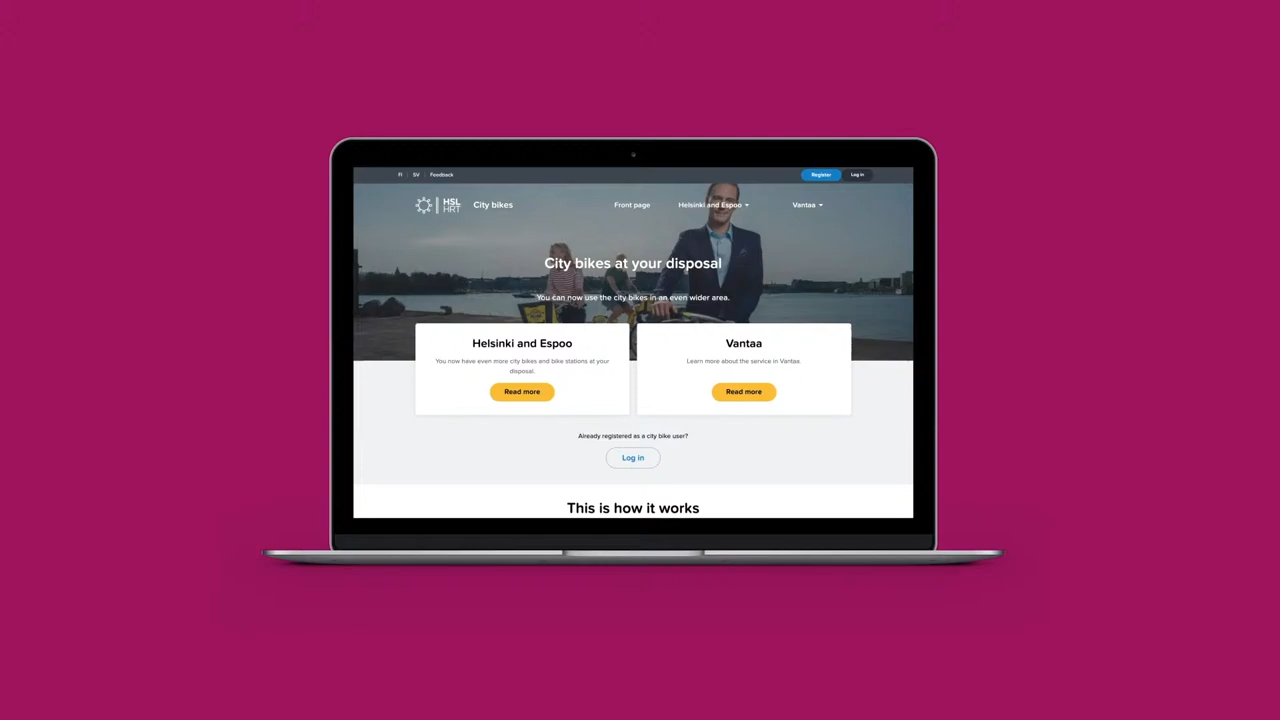 FI | SV | Feedback
Register
Log in
HSL
HRT
City bikes
Front page
Helsinki and Espoo
Vantaa
City bikes at your disposal
You can now use the city bikes in an even wider area.
Helsinki and Espoo
You now have even more city bikes and bike stations at your
disposal.
Read more
Vantaa
Learn more about the service in Vantaa.
Read more
Already registered as a city bike user?
Log in
This is how it works